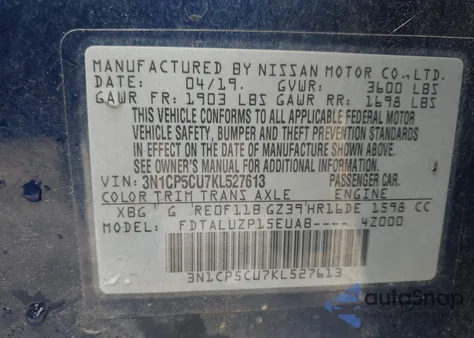 MANUFACTURED BY NISSAN MOTOR CO., LTD.
DATE: 04/19. GVWR: 3600 LBS
GAWR FR: 1903 LBS GAWR RR: 1698 LBS
THIS VEHICLE CONFORMS TO ALL APPLICABLE FEDERAL MOTOR
VEHICLE SAFETY, BUMPER AND THEFT PREVENTION STANDARDS
IN EFFECT ON THE DATE OF MANUFACTURE SHOWN ABOVE.
SEE OWNER'S MANUAL FOR ADDITIONAL INFORMATION.
VIN: 3N1CP5CU7KL527613 PASSENGER CAR.
COLOR TRIM TRANS AXLE ENGINE
XBG G RE0F11B GZ39 HR16DE 1598 CC
MODEL: FDTALUZP15EUAB---- 42000
3N1CP5CU7KL527613
autoSnap